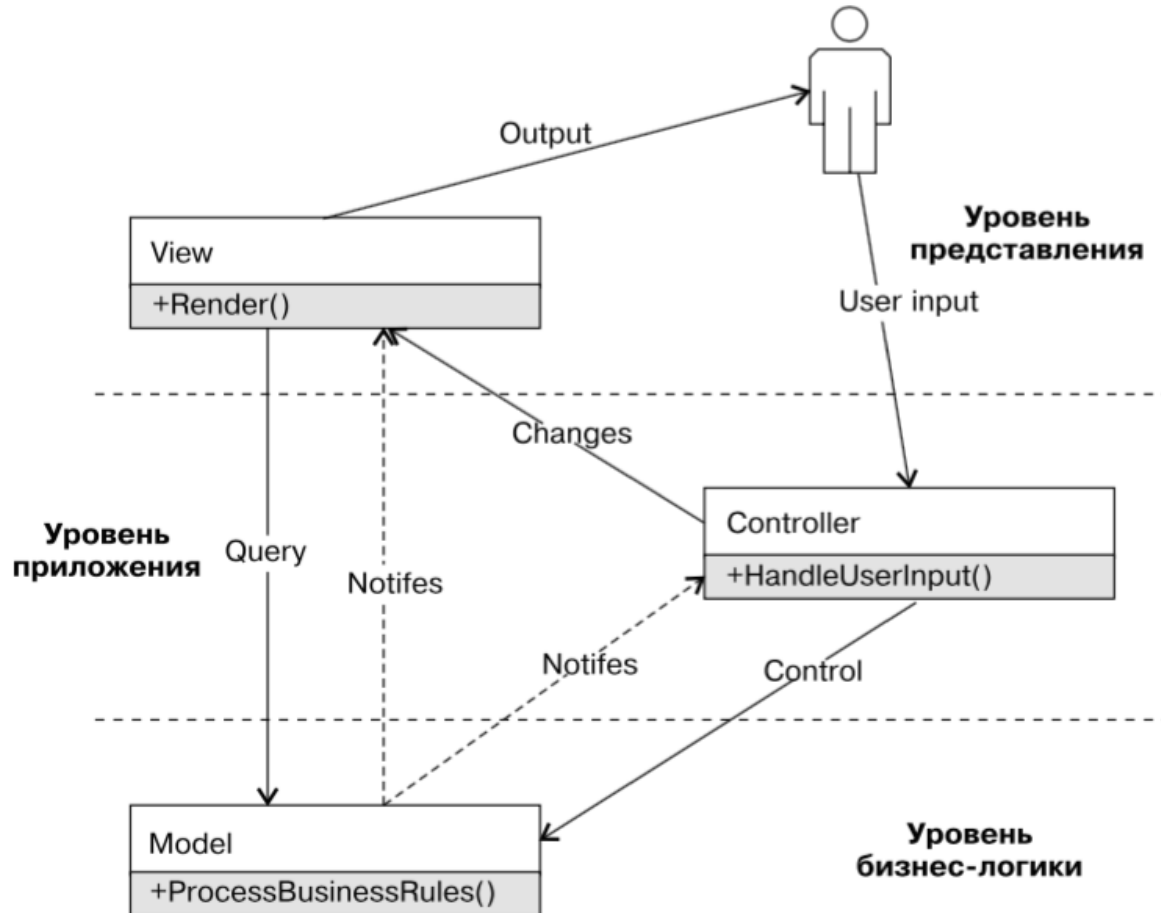 Output
View
+Render()
Уровень
представления
User input
Changes
Уровень
приложения
Query
Notifes
Controller
+HandleUserInput()
Notifes
Control
Model
+ProcessBusinessRules()
Уровень
бизнес-логики